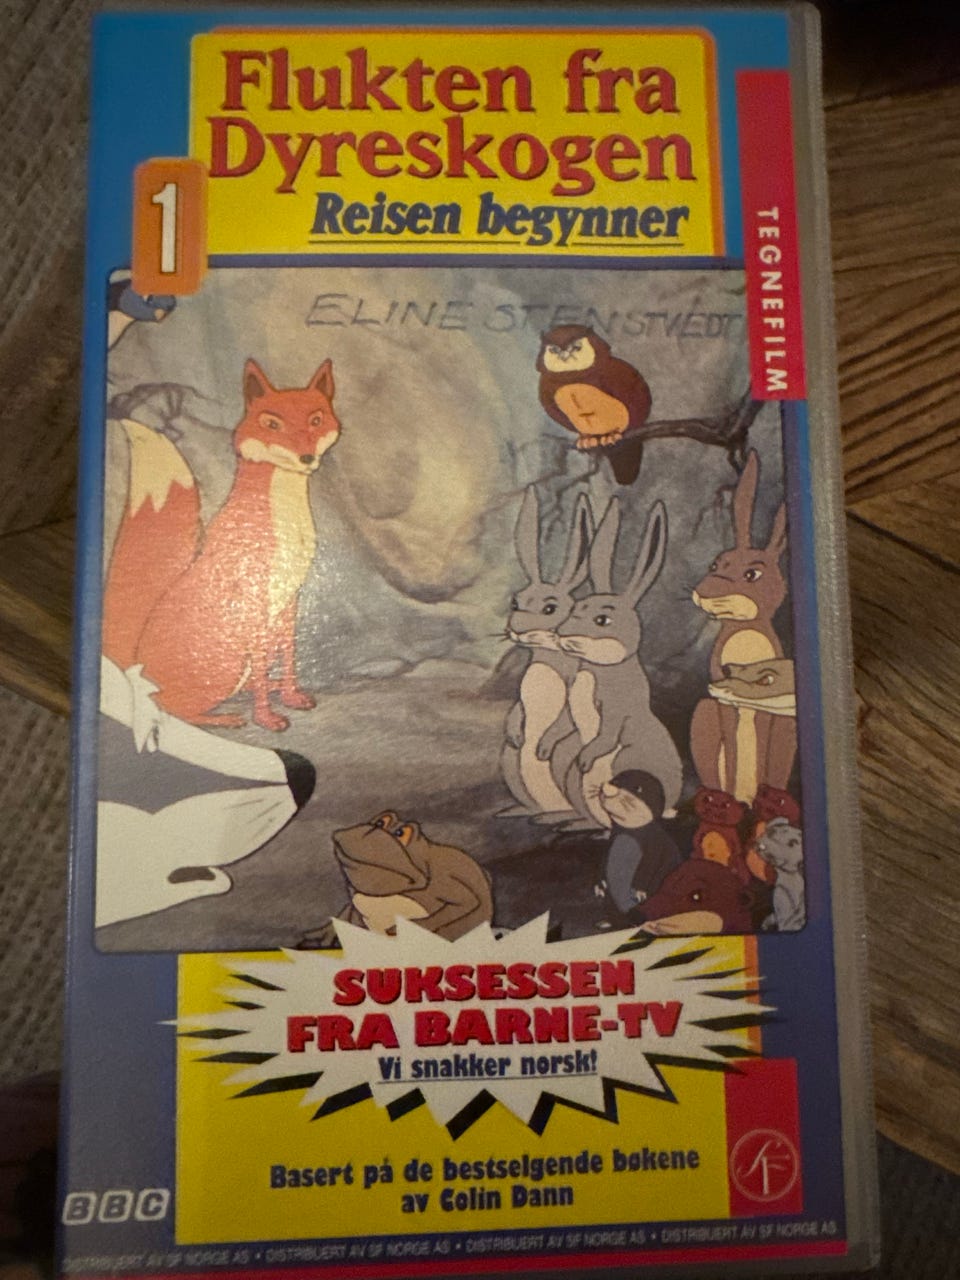 Flukten fra
Dyreskogen
Reisen begynner
1
TEGNEFILM
ELINE STENSTVEDT
SUKSESSEN
FRA BARNE-TV
Vi snakker norsk!
Basert på de bestselgende bøkene
av Colin Dann
SF
BBC
DISTRIBUERT AV SF NORGE AS • DISTRIBUERT AV SF NORGE AS • DISTRIBUERT AV SF NORGE AS • DISTRIBUERT AV SF NORGE AS